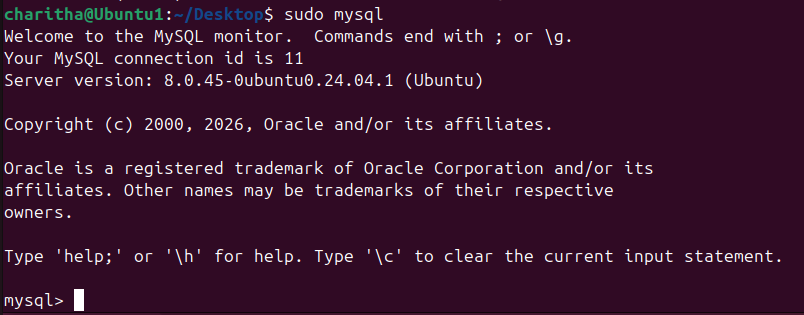 charitha@Ubuntu1:~/Desktop$ sudo mysql
Welcome to the MySQL monitor.  Commands end with ; or \g.
Your MySQL connection id is 11
Server version: 8.0.45-0ubuntu0.24.04.1 (Ubuntu)

Copyright (c) 2000, 2026, Oracle and/or its affiliates.

Oracle is a registered trademark of Oracle Corporation and/or its
affiliates. Other names may be trademarks of their respective
owners.

Type 'help;' or '\h' for help. Type '\c' to clear the current input statement.

mysql>